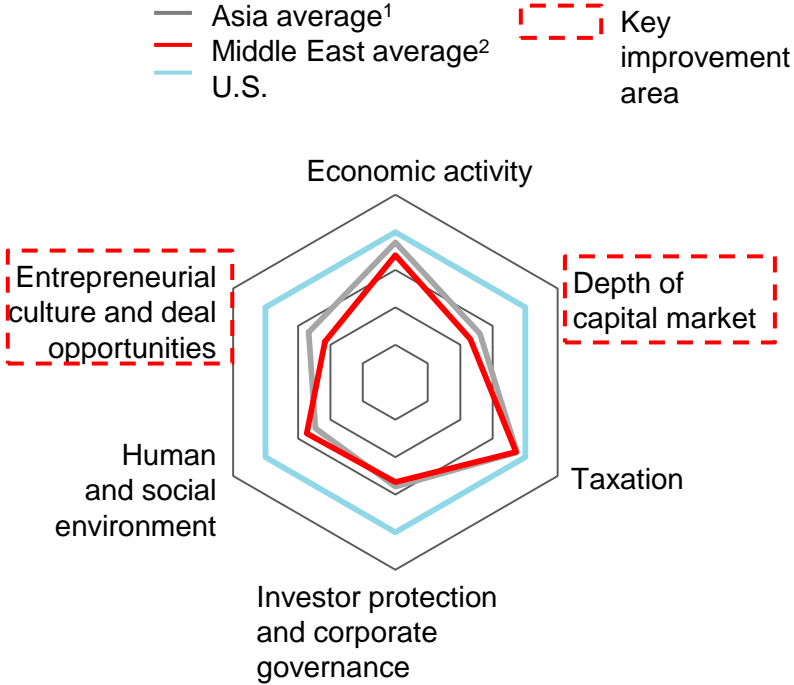 Asia average¹
Middle East average²
U.S.
Key
improvement
area
Economic activity
Entrepreneurial
culture and deal
opportunities
Depth of
capital market
Human
and social
environment
Taxation
Investor protection
and corporate
governance